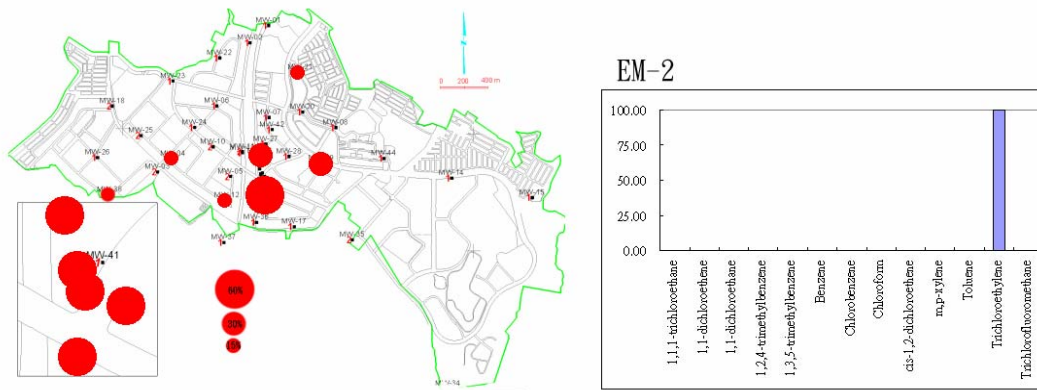 MW-01
MW-02
MW-22
MW-23
MW-18
MW-06
MW-07
MW-42
MW-08
MW-24
MW-25
MW-10
MW-27
MW-28
MW-44
MW-26
MW-05
MW-14
MW-15
MW-12
MW-17
MW-37
MW-41
MW-34
0 200 400 m
60%
30%
15%
EM-2
100.00
75.00
50.00
25.00
0.00
1,1,1-trichloroethane
1,1-dichloroethene
1,1-dichloroethane
1,2,4-trimethylbenzene
1,3,5-trimethylbenzene
Benzene
Chlorobenzene
Chloroform
cis-1,2-dichloroethene
m,p-xylene
Toluene
Trichloroethylene
Trichlorofluoromethane